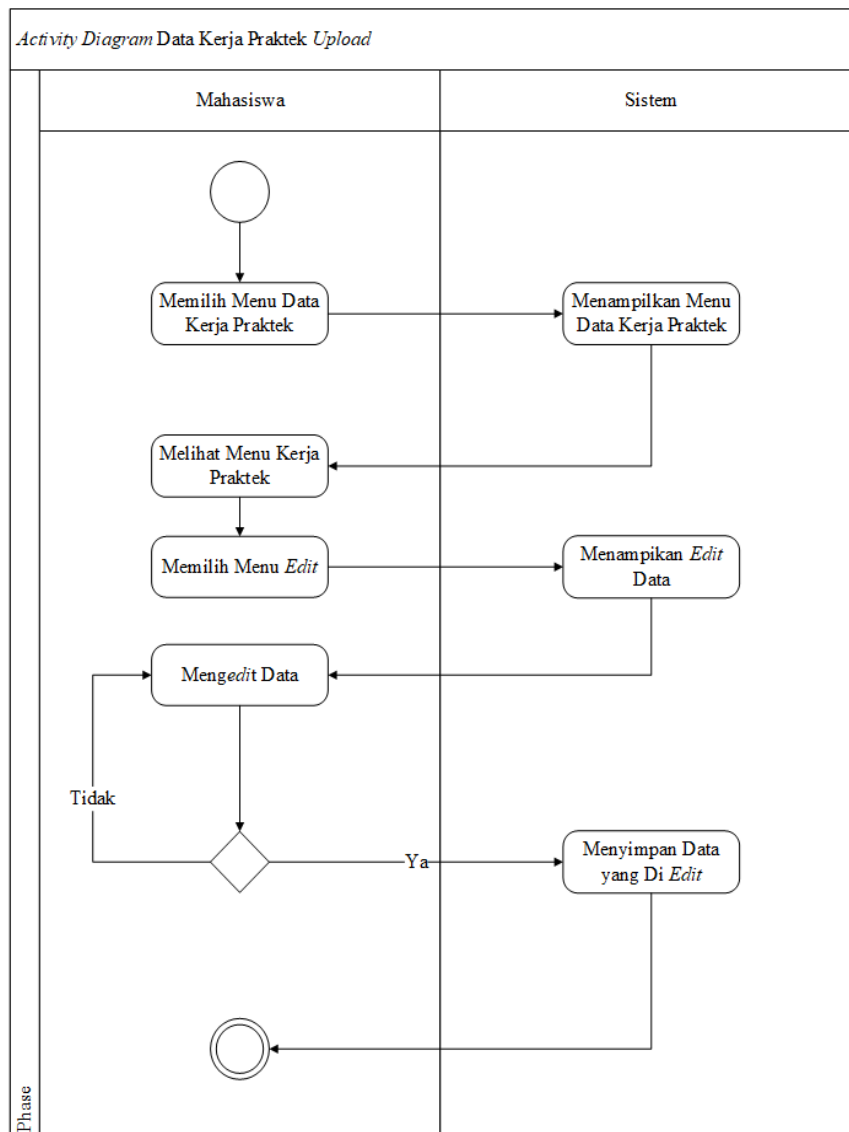 Activity Diagram Data Kerja Praktek Upload
Mahasiswa
Sistem
Memilih Menu Data
Kerja Praktek
Menampilkan Menu
Data Kerja Praktek
Melihat Menu Kerja
Praktek
Memilih Menu Edit
Menampikan Edit
Data
Mengedit Data
Tidak
Ya
Menyimpan Data
yang Di Edit
Phase